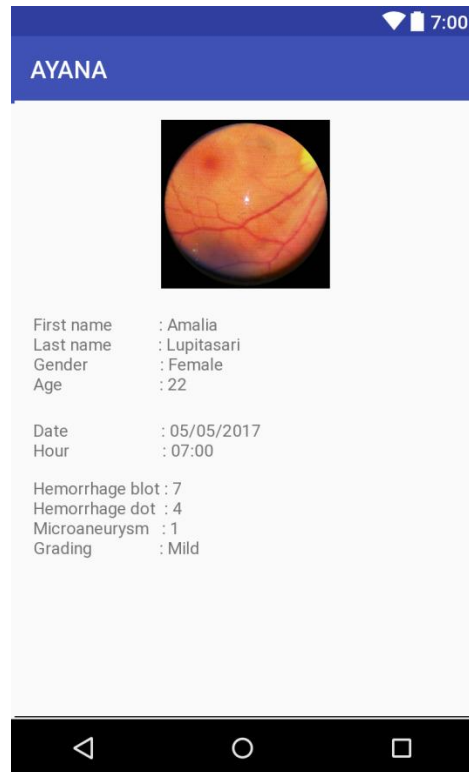 7:00
AYANA
First name : Amalia
Last name : Lupitasari
Gender : Female
Age : 22
Date : 05/05/2017
Hour : 07:00
Hemorrhage blot : 7
Hemorrhage dot : 4
Microaneurysm : 1
Grading : Mild